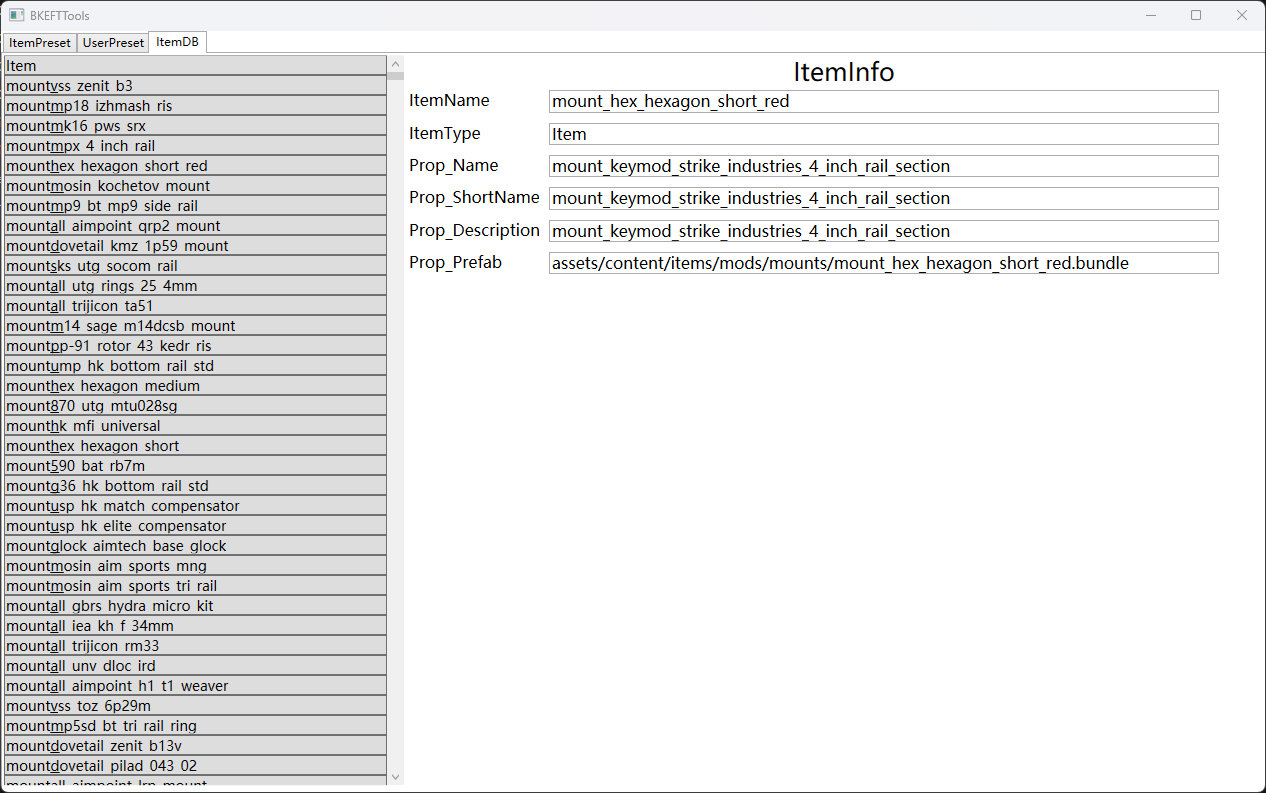 BKEFTTools
ItemPreset UserPreset ItemDB
Item
mountvss zenit b3
mountmp18 izhmash ris
mountmk16 pws srx
mountmpx 4 inch rail
mounthex hexagon short red
mountmosin kochetov mount
mountmp9 bt mp9 side rail
mountall aimpoint qrp2 mount
mountdovetail kmz 1p59 mount
mountsks utg socom rail
mountall utg rings 25 4mm
mountall trijicon ta51
mountm14 sage m14dcsb mount
mountpp-91 rotor 43 kedr ris
mountump hk bottom rail std
mounthex hexagon medium
mount870 utg mtu028sg
mounthk mfi universal
mounthex hexagon short
mount590 bat rb7m
mountg36 hk bottom rail std
mountusp hk match compensator
mountusp hk elite compensator
mountglock aimtech base glock
mountmosin aim sports mng
mountmosin aim sports tri rail
mountall gbrs hydra micro kit
mountall iea kh f 34mm
mountall trijicon rm33
mountall unv dloc ird
mountall aimpoint h1 t1 weaver
mountvss toz 6p29m
mountmp5sd bt tri rail ring
mountdovetail zenit b13v
mountdovetail pilad 043 02
mountall aimpoint lrp mount
ItemInfo
ItemName mount_hex_hexagon_short_red
ItemType Item
Prop_Name mount_keymod_strike_industries_4_inch_rail_section
Prop_ShortName mount_keymod_strike_industries_4_inch_rail_section
Prop_Description mount_keymod_strike_industries_4_inch_rail_section
Prop_Prefab assets/content/items/mods/mounts/mount_hex_hexagon_short_red.bundle